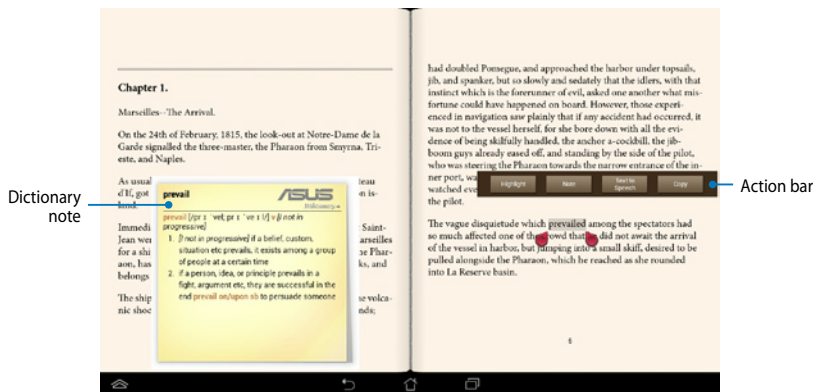 Chapter 1.
Marseilles--The Arrival.
On the 24th of February, 1815, the look-out at Notre-Dame de la
Garde signalled the three-master, the Pharaon from Smyrna, Tri-
este, and Naples.
As usual
d'If, got
land.
Immedi
Jean wer
for a shi
aon, has
belongs
The ship
nic shoc
teau
n is-
Saint-
arseilles
he Phar-
ks, and
e volca-
nds;
Dictionary
note
prevail
ASUS
Dictionary
prevail
v [I not in
progressive]
1. [I not in progressive] if a belief, custom,
situation etc prevails, it exists among a group
of people at a certain time
2. if a person, idea, or principle prevails in a
fight, argument etc, they are successful in the
end prevail on/upon sb to persuade someone
had doubled Pomegue, and approached the harbor under topsails,
jib, and spanker, but so slowly and sedately that the idlers, with that
instinct which is the forerunner of evil, asked one another what mis-
fortune could have happened on board. However, those experi-
enced in navigation saw plainly that if any accident had occurred, it
was not to the vessel herself, for she bore down with all the evi-
dence of being skilfully handled, the anchor a-cockbill, the jib-
boom guys already eased off, and standing by the side of the pilot,
who was steering the Pharaon towards the narrow entrance of the in-
ner port, wa
watched eve
the pilot.
Highlight
Note
Text to
Speech
Copy
Action bar
The vague disquietude which prevailed among the spectators had
so much affected one of the crowd that he did not await the arrival
of the vessel in harbor, but jumping into a small skiff, desired to be
pulled alongside the Pharaon, which he reached as she rounded
into La Reserve basin.
6